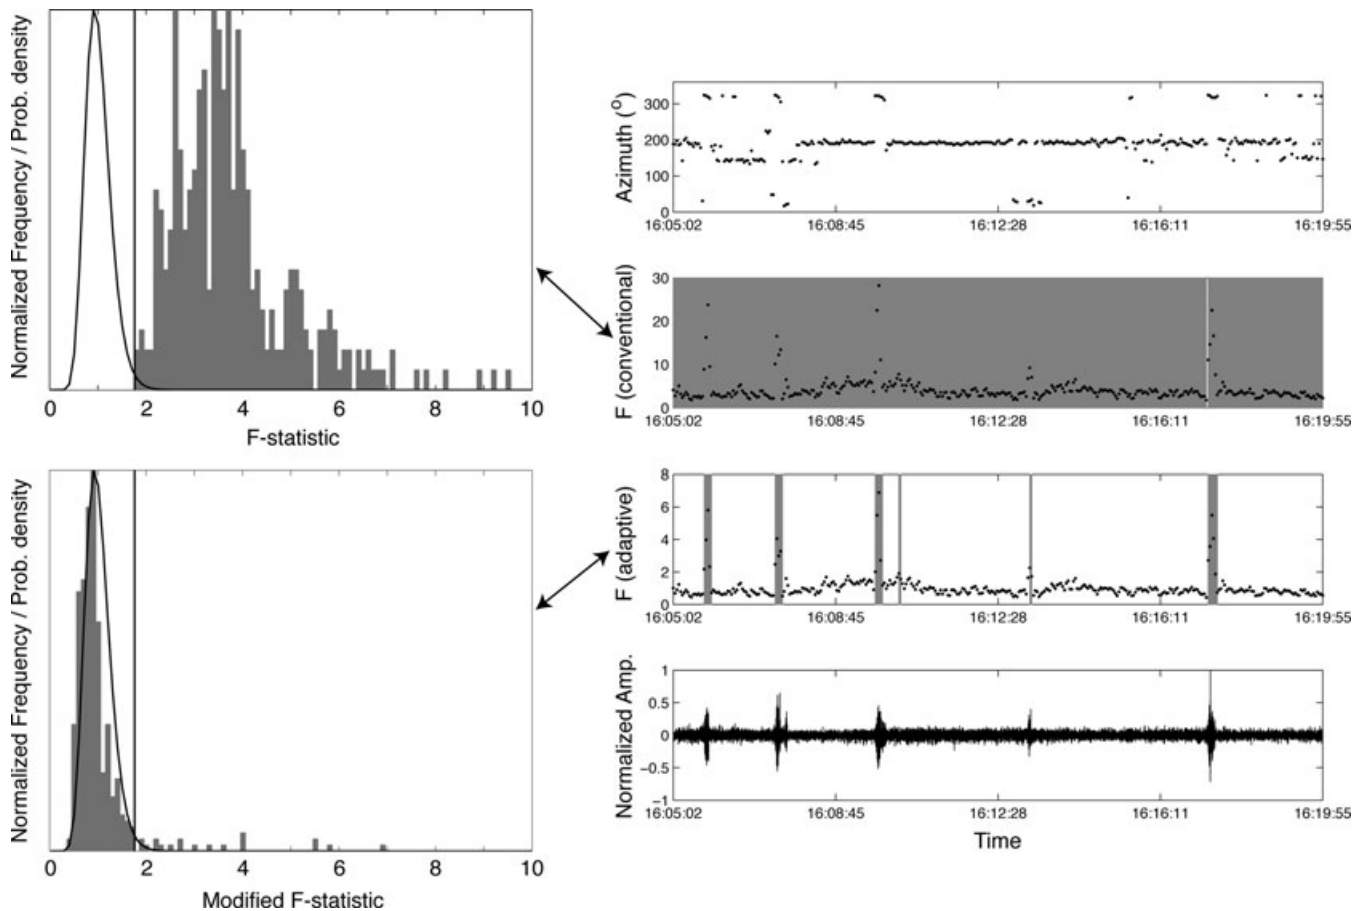 Normalized Frequency / Prob. density
0 2 4 6 8 10
F-statistic
Normalized Frequency / Prob. density
0 2 4 6 8 10
Modified F-statistic
Azimuth (o)
300
200
100
0
16:05:02 16:08:45 16:12:28 16:16:11 16:19:55
F (conventional)
30
20
10
0
16:05:02 16:08:45 16:12:28 16:16:11 16:19:55
F (adaptive)
8
6
4
2
0
16:05:02 16:08:45 16:12:28 16:16:11 16:19:55
Normalized Amp.
1
0.5
0
−0.5
−1
16:05:02 16:08:45 16:12:28 16:16:11 16:19:55
Time